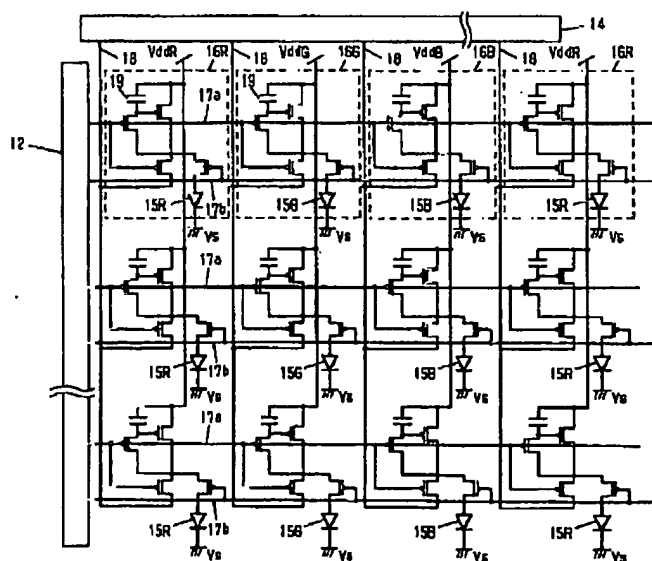 14
18 VddR 16R 18 VddG 16G 18 VddB 16B 18 VddR 16R
19 17a 19
12
15R 17b 15G 15B 15R
Vs Vs Vs Vs
17a
15R 17b 15G 15B 15R
Vs Vs Vs Vs
17a
15R 17b 15G 15B 15R
Vs Vs Vs Vs